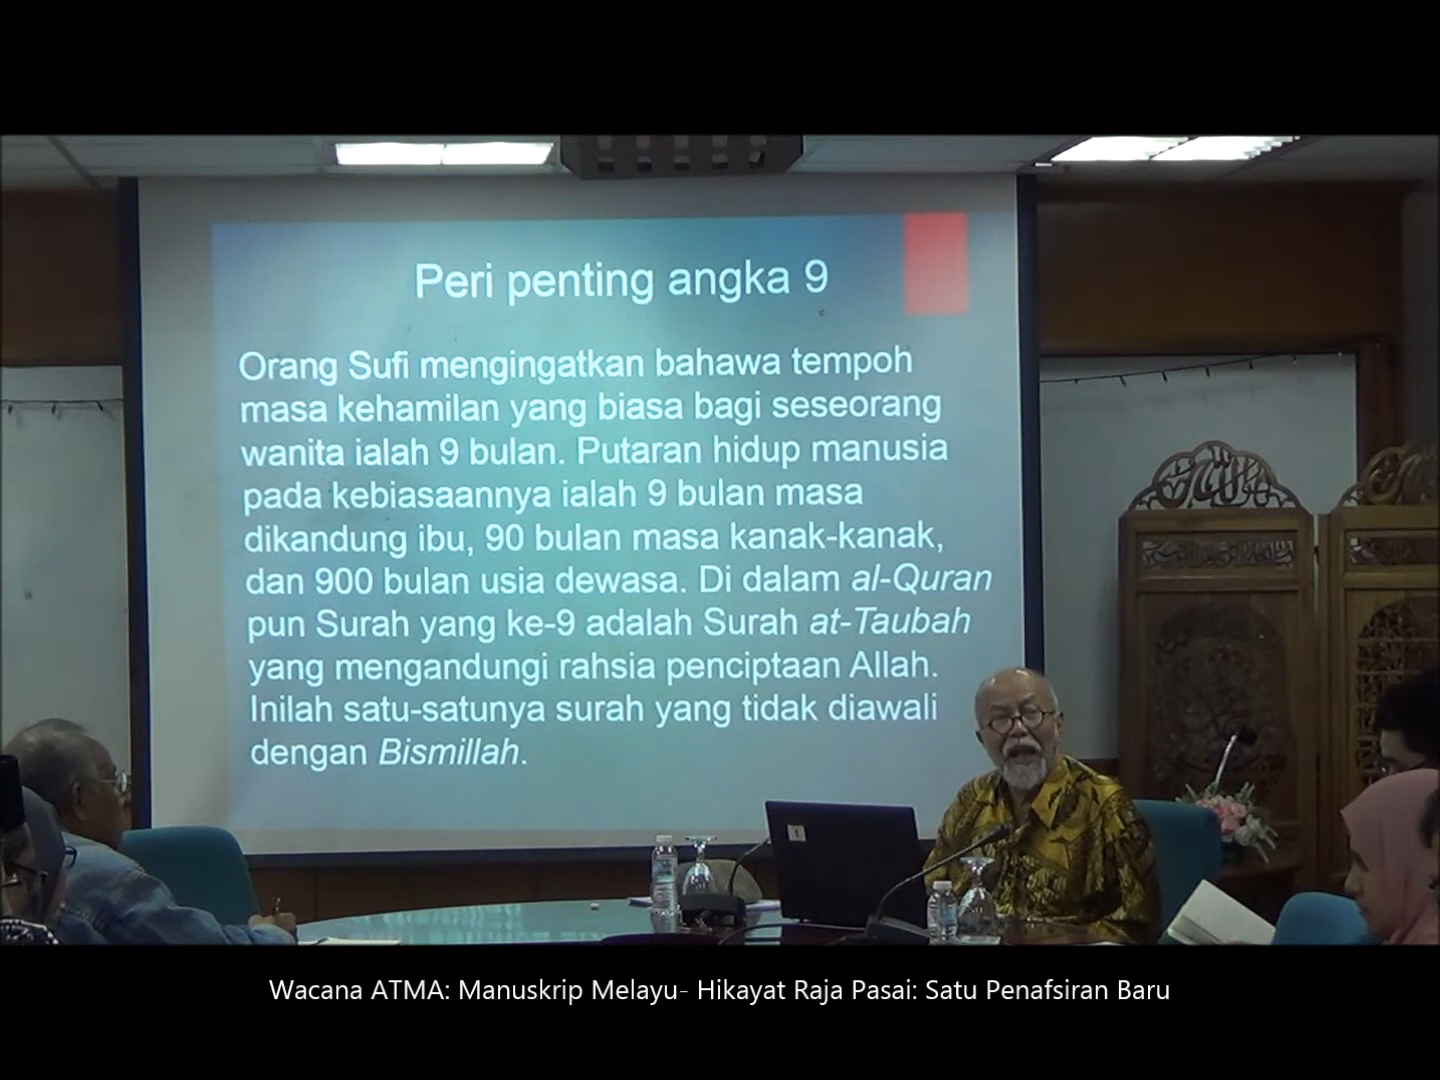 Peri penting angka 9
Orang Sufi mengingatkan bahawa tempoh
masa kehamilan yang biasa bagi seseorang
wanita ialah 9 bulan. Putaran hidup manusia
pada kebiasaannya ialah 9 bulan masa
dikandung ibu, 90 bulan masa kanak-kanak,
dan 900 bulan usia dewasa. Di dalam al-Quran
pun Surah yang ke-9 adalah Surah at-Taubah
yang mengandungi rahsia penciptaan Allah.
Inilah satu-satunya surah yang tidak diawali
dengan Bismillah.
Wacana ATMA: Manuskrip Melayu- Hikayat Raja Pasai: Satu Penafsiran Baru